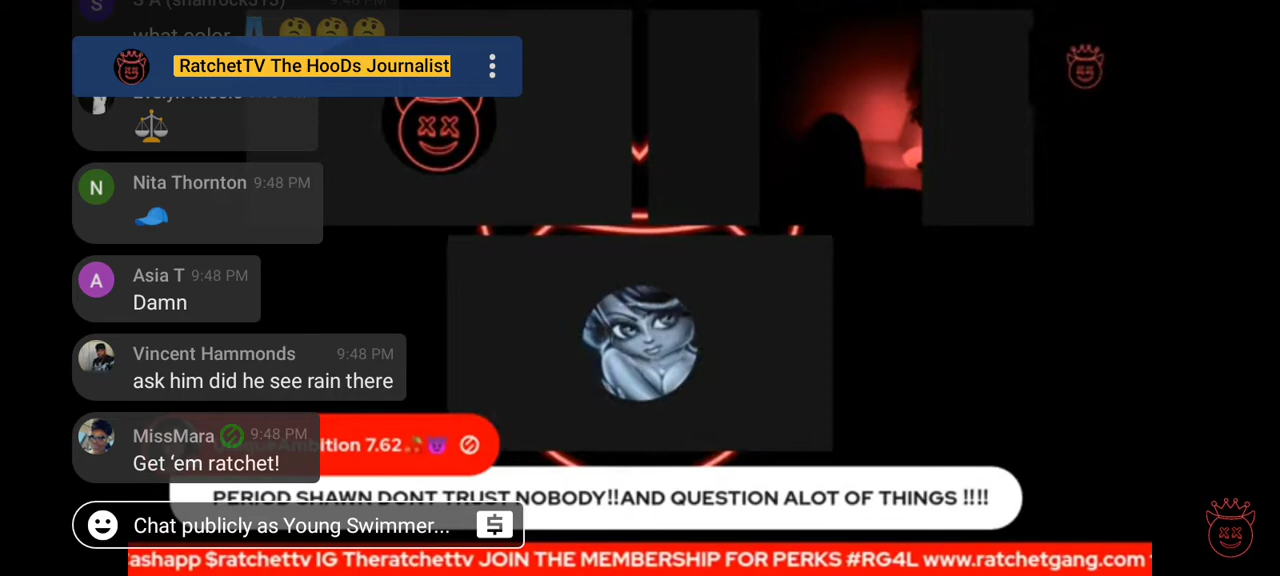 what color
RatchetTV The HooDs Journalist
N
Nita Thornton 9:48 PM
A
Asia T 9:48 PM
Damn
Vincent Hammonds 9:48 PM
ask him did he see rain there
MissMara 9:48 PM
Get ‘em ratchet!
ition 7.62
PERIOD SHAWN DONT TRUST NOBODY!!AND QUESTION ALOT OF THINGS !!!!
Chat publicly as Young Swimmer...
ashapp $ratchettv IG Theratchettv JOIN THE MEMBERSHIP FOR PERKS #RG4L www.ratchetgang.com